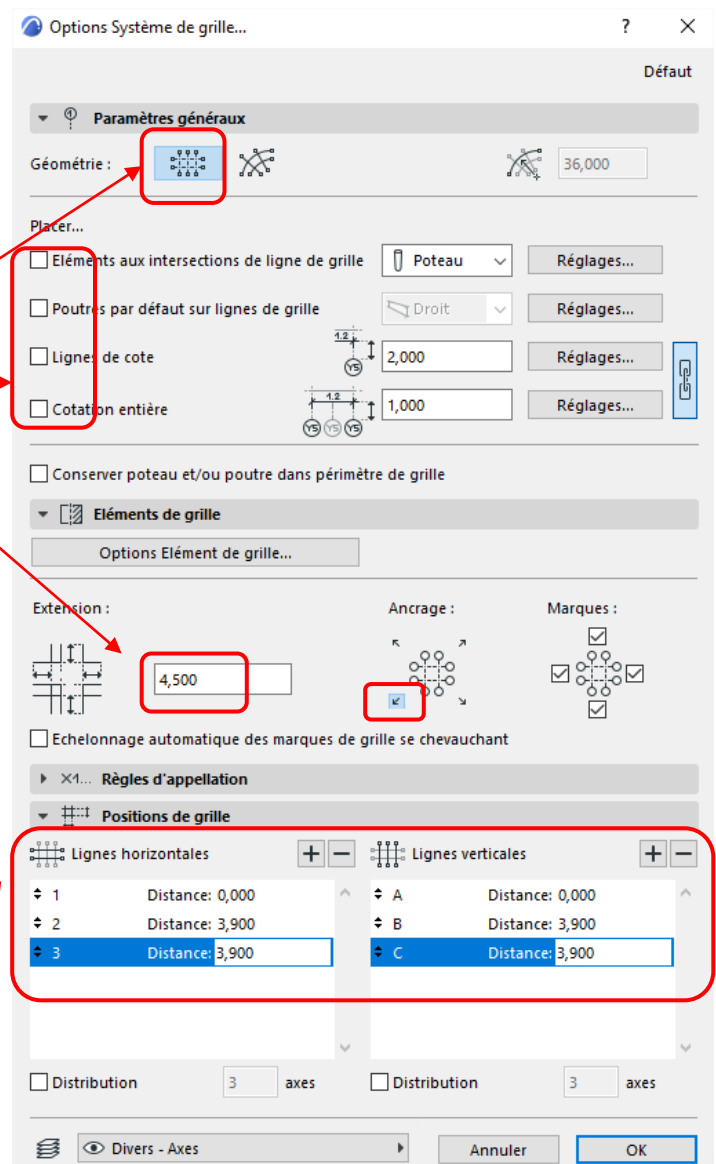 Options Système de grille... ? ×
Défaut
Paramètres généraux
Géométrie : 36,000
Placer...
Eléments aux intersections de ligne de grille Poteau Réglages...
Poutres par défaut sur lignes de grille Droit Réglages...
Lignes de cote 1.2 Y5 2,000 Réglages...
Cotation entière 1.2 Y5 Y5 Y5 1,000 Réglages...
Conserver poteau et/ou poutre dans périmètre de grille
Eléments de grille
Options Elément de grille...
Extension : Ancrage : Marques :
4,500
Echelonnage automatique des marques de grille se chevauchant
×1... Règles d'appellation
Positions de grille
Lignes horizontales + − Lignes verticales + −
1 Distance: 0,000 A Distance: 0,000
2 Distance: 3,900 B Distance: 3,900
3 Distance: 3,900 C Distance: 3,900
Distribution 3 axes Distribution 3 axes
Divers - Axes Annuler OK